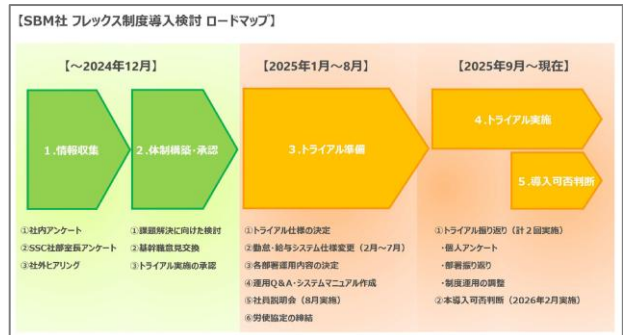 【SBM社 フレックス制度導入検討 ロードマップ】
【～2024年12月】
【2025年1月～8月】
【2025年9月～現在】
１.情報収集
２.体制構築・承認
３.トライアル準備
４.トライアル実施
５.導入可否判断
①社内アンケート
②SSC社部室長アンケート
③社外ヒアリング
①課題解決に向けた検討
②基幹職意見交換
③トライアル実施の承認
①トライアル仕様の決定
②勤怠・給与システム仕様変更（2月～7月）
③各部署運用内容の決定
④運用Q＆A・システムマニュアル作成
⑤社員説明会（8月実施）
⑥労使協定の締結
①トライアル振り返り（計２回実施）
・個人アンケート
・部署振り返り
・制度運用の調整
②本導入可否判断（2026年2月実施）